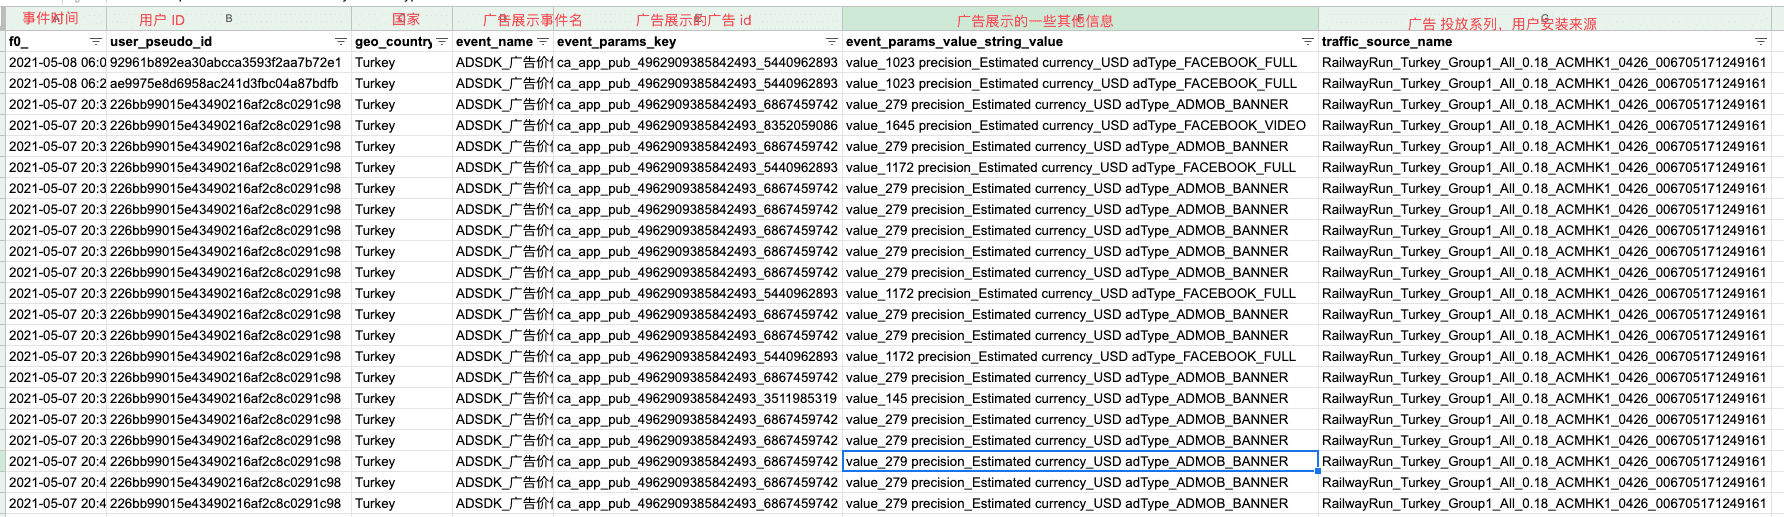 事件时间 用户 ID B 国家 广告展示事件名 广告展示的广告 id 广告展示的一些其他信息 广告 投放系列，用户安装来源
f0_ user_pseudo_id geo_country event_name event_params_key event_params_value_string_value traffic_source_name
2021-05-08 06:0 92961b892ea30abcca3593f2aa7b72e1 Turkey ADSDK_广告价 ca_app_pub_4962909385842493_5440962893 value_1023 precision_Estimated currency_USD adType_FACEBOOK_FULL RailwayRun_Turkey_Group1_All_0.18_ACMHK1_0426_006705171249161
2021-05-08 06:2 ae9975e8d6958ac241d3fbc04a87bdfb Turkey ADSDK_广告价 ca_app_pub_4962909385842493_5440962893 value_1023 precision_Estimated currency_USD adType_FACEBOOK_FULL RailwayRun_Turkey_Group1_All_0.18_ACMHK1_0426_006705171249161
2021-05-07 20:3 226bb99015e43490216af2c8c0291c98 Turkey ADSDK_广告价 ca_app_pub_4962909385842493_6867459742 value_279 precision_Estimated currency_USD adType_ADMOB_BANNER RailwayRun_Turkey_Group1_All_0.18_ACMHK1_0426_006705171249161
2021-05-07 20:3 226bb99015e43490216af2c8c0291c98 Turkey ADSDK_广告价 ca_app_pub_4962909385842493_8352059086 value_1645 precision_Estimated currency_USD adType_FACEBOOK_VIDEO RailwayRun_Turkey_Group1_All_0.18_ACMHK1_0426_006705171249161
2021-05-07 20:3 226bb99015e43490216af2c8c0291c98 Turkey ADSDK_广告价 ca_app_pub_4962909385842493_6867459742 value_279 precision_Estimated currency_USD adType_ADMOB_BANNER RailwayRun_Turkey_Group1_All_0.18_ACMHK1_0426_006705171249161
2021-05-07 20:3 226bb99015e43490216af2c8c0291c98 Turkey ADSDK_广告价 ca_app_pub_4962909385842493_5440962893 value_1172 precision_Estimated currency_USD adType_FACEBOOK_FULL RailwayRun_Turkey_Group1_All_0.18_ACMHK1_0426_006705171249161
2021-05-07 20:3 226bb99015e43490216af2c8c0291c98 Turkey ADSDK_广告价 ca_app_pub_4962909385842493_6867459742 value_279 precision_Estimated currency_USD adType_ADMOB_BANNER RailwayRun_Turkey_Group1_All_0.18_ACMHK1_0426_006705171249161
2021-05-07 20:3 226bb99015e43490216af2c8c0291c98 Turkey ADSDK_广告价 ca_app_pub_4962909385842493_6867459742 value_279 precision_Estimated currency_USD adType_ADMOB_BANNER RailwayRun_Turkey_Group1_All_0.18_ACMHK1_0426_006705171249161
2021-05-07 20:3 226bb99015e43490216af2c8c0291c98 Turkey ADSDK_广告价 ca_app_pub_4962909385842493_6867459742 value_279 precision_Estimated currency_USD adType_ADMOB_BANNER RailwayRun_Turkey_Group1_All_0.18_ACMHK1_0426_006705171249161
2021-05-07 20:3 226bb99015e43490216af2c8c0291c98 Turkey ADSDK_广告价 ca_app_pub_4962909385842493_6867459742 value_279 precision_Estimated currency_USD adType_ADMOB_BANNER RailwayRun_Turkey_Group1_All_0.18_ACMHK1_0426_006705171249161
2021-05-07 20:3 226bb99015e43490216af2c8c0291c98 Turkey ADSDK_广告价 ca_app_pub_4962909385842493_6867459742 value_279 precision_Estimated currency_USD adType_ADMOB_BANNER RailwayRun_Turkey_Group1_All_0.18_ACMHK1_0426_006705171249161
2021-05-07 20:3 226bb99015e43490216af2c8c0291c98 Turkey ADSDK_广告价 ca_app_pub_4962909385842493_5440962893 value_1172 precision_Estimated currency_USD adType_FACEBOOK_FULL RailwayRun_Turkey_Group1_All_0.18_ACMHK1_0426_006705171249161
2021-05-07 20:3 226bb99015e43490216af2c8c0291c98 Turkey ADSDK_广告价 ca_app_pub_4962909385842493_6867459742 value_279 precision_Estimated currency_USD adType_ADMOB_BANNER RailwayRun_Turkey_Group1_All_0.18_ACMHK1_0426_006705171249161
2021-05-07 20:3 226bb99015e43490216af2c8c0291c98 Turkey ADSDK_广告价 ca_app_pub_4962909385842493_6867459742 value_279 precision_Estimated currency_USD adType_ADMOB_BANNER RailwayRun_Turkey_Group1_All_0.18_ACMHK1_0426_006705171249161
2021-05-07 20:3 226bb99015e43490216af2c8c0291c98 Turkey ADSDK_广告价 ca_app_pub_4962909385842493_5440962893 value_1172 precision_Estimated currency_USD adType_FACEBOOK_FULL RailwayRun_Turkey_Group1_All_0.18_ACMHK1_0426_006705171249161
2021-05-07 20:3 226bb99015e43490216af2c8c0291c98 Turkey ADSDK_广告价 ca_app_pub_4962909385842493_6867459742 value_279 precision_Estimated currency_USD adType_ADMOB_BANNER RailwayRun_Turkey_Group1_All_0.18_ACMHK1_0426_006705171249161
2021-05-07 20:3 226bb99015e43490216af2c8c0291c98 Turkey ADSDK_广告价 ca_app_pub_4962909385842493_3511985319 value_145 precision_Estimated currency_USD adType_ADMOB_BANNER RailwayRun_Turkey_Group1_All_0.18_ACMHK1_0426_006705171249161
2021-05-07 20:3 226bb99015e43490216af2c8c0291c98 Turkey ADSDK_广告价 ca_app_pub_4962909385842493_6867459742 value_279 precision_Estimated currency_USD adType_ADMOB_BANNER RailwayRun_Turkey_Group1_All_0.18_ACMHK1_0426_006705171249161
2021-05-07 20:3 226bb99015e43490216af2c8c0291c98 Turkey ADSDK_广告价 ca_app_pub_4962909385842493_6867459742 value_279 precision_Estimated currency_USD adType_ADMOB_BANNER RailwayRun_Turkey_Group1_All_0.18_ACMHK1_0426_006705171249161
2021-05-07 20:4 226bb99015e43490216af2c8c0291c98 Turkey ADSDK_广告价 ca_app_pub_4962909385842493_6867459742 value_279 precision_Estimated currency_USD adType_ADMOB_BANNER RailwayRun_Turkey_Group1_All_0.18_ACMHK1_0426_006705171249161
2021-05-07 20:4 226bb99015e43490216af2c8c0291c98 Turkey ADSDK_广告价 ca_app_pub_4962909385842493_6867459742 value_279 precision_Estimated currency_USD adType_ADMOB_BANNER RailwayRun_Turkey_Group1_All_0.18_ACMHK1_0426_006705171249161
2021-05-07 20:4 226bb99015e43490216af2c8c0291c98 Turkey ADSDK_广告价 ca_app_pub_4962909385842493_6867459742 value_279 precision_Estimated currency_USD adType_ADMOB_BANNER RailwayRun_Turkey_Group1_All_0.18_ACMHK1_0426_006705171249161